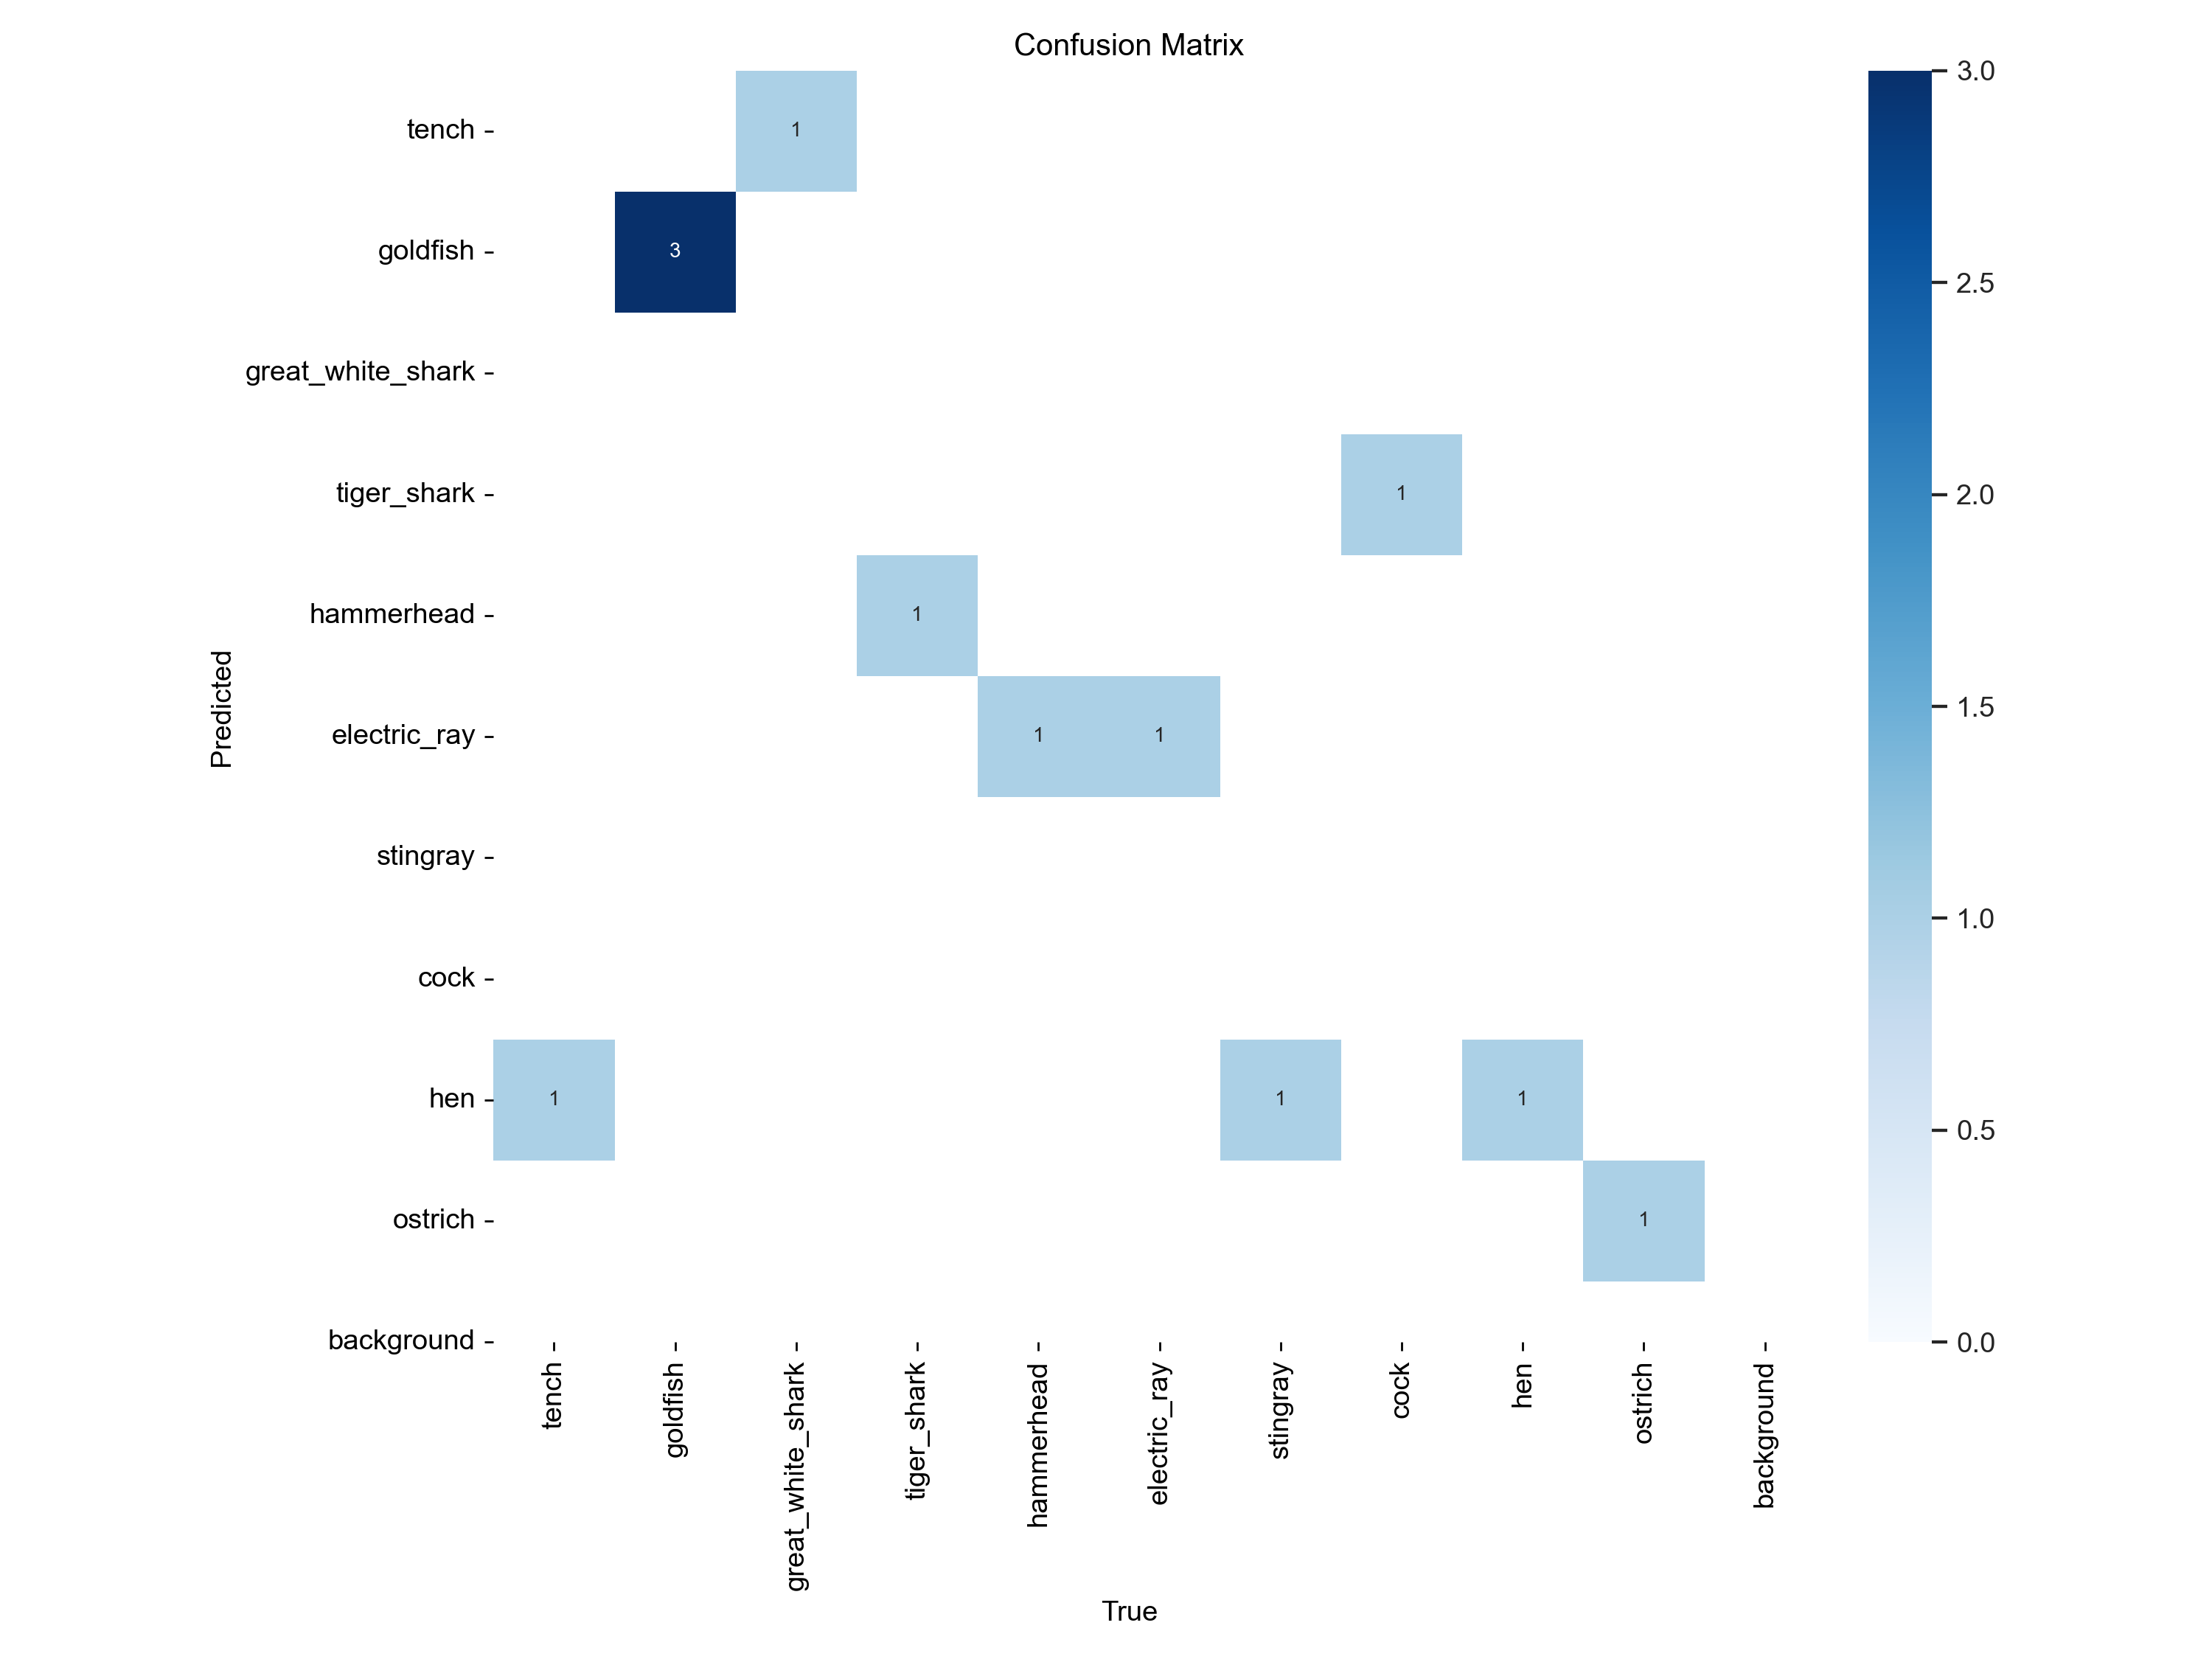 Confusion Matrix
tench
1
goldfish
3
great_white_shark
tiger_shark
1
hammerhead
1
electric_ray
1 1
stingray
cock
hen
1 1 1
ostrich
1
background
Predicted
tench
goldfish
great_white_shark
tiger_shark
hammerhead
electric_ray
stingray
cock
hen
ostrich
background
True
3.0
2.5
2.0
1.5
1.0
0.5
0.0